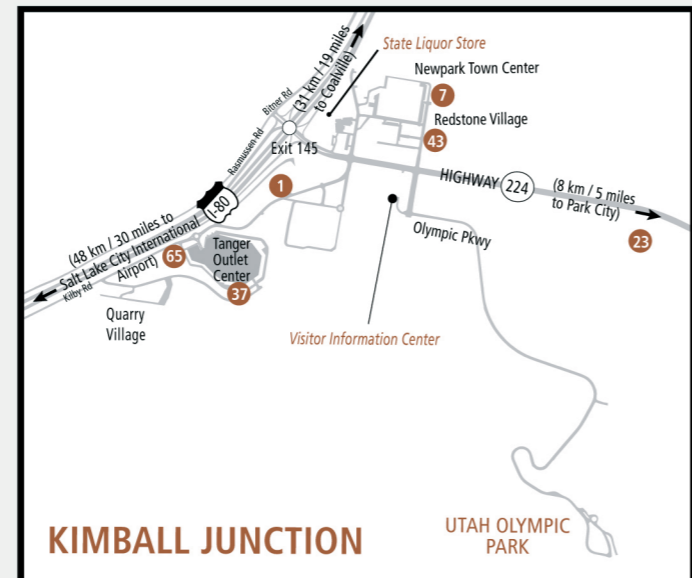 State Liquor Store
Newpark Town Center
7
Redstone Village
43
(31 km / 19 miles
to Coalville)
Bitner Rd
Rasmussen Rd
Exit 145
HIGHWAY 224
(8 km / 5 miles
to Park City)
23
1
I-80
(48 km / 30 miles to
Salt Lake City International
Airport)
Kilby Rd
65
Tanger
Outlet
Center
37
Olympic Pkwy
Quarry
Village
Visitor Information Center
KIMBALL JUNCTION
UTAH OLYMPIC
PARK